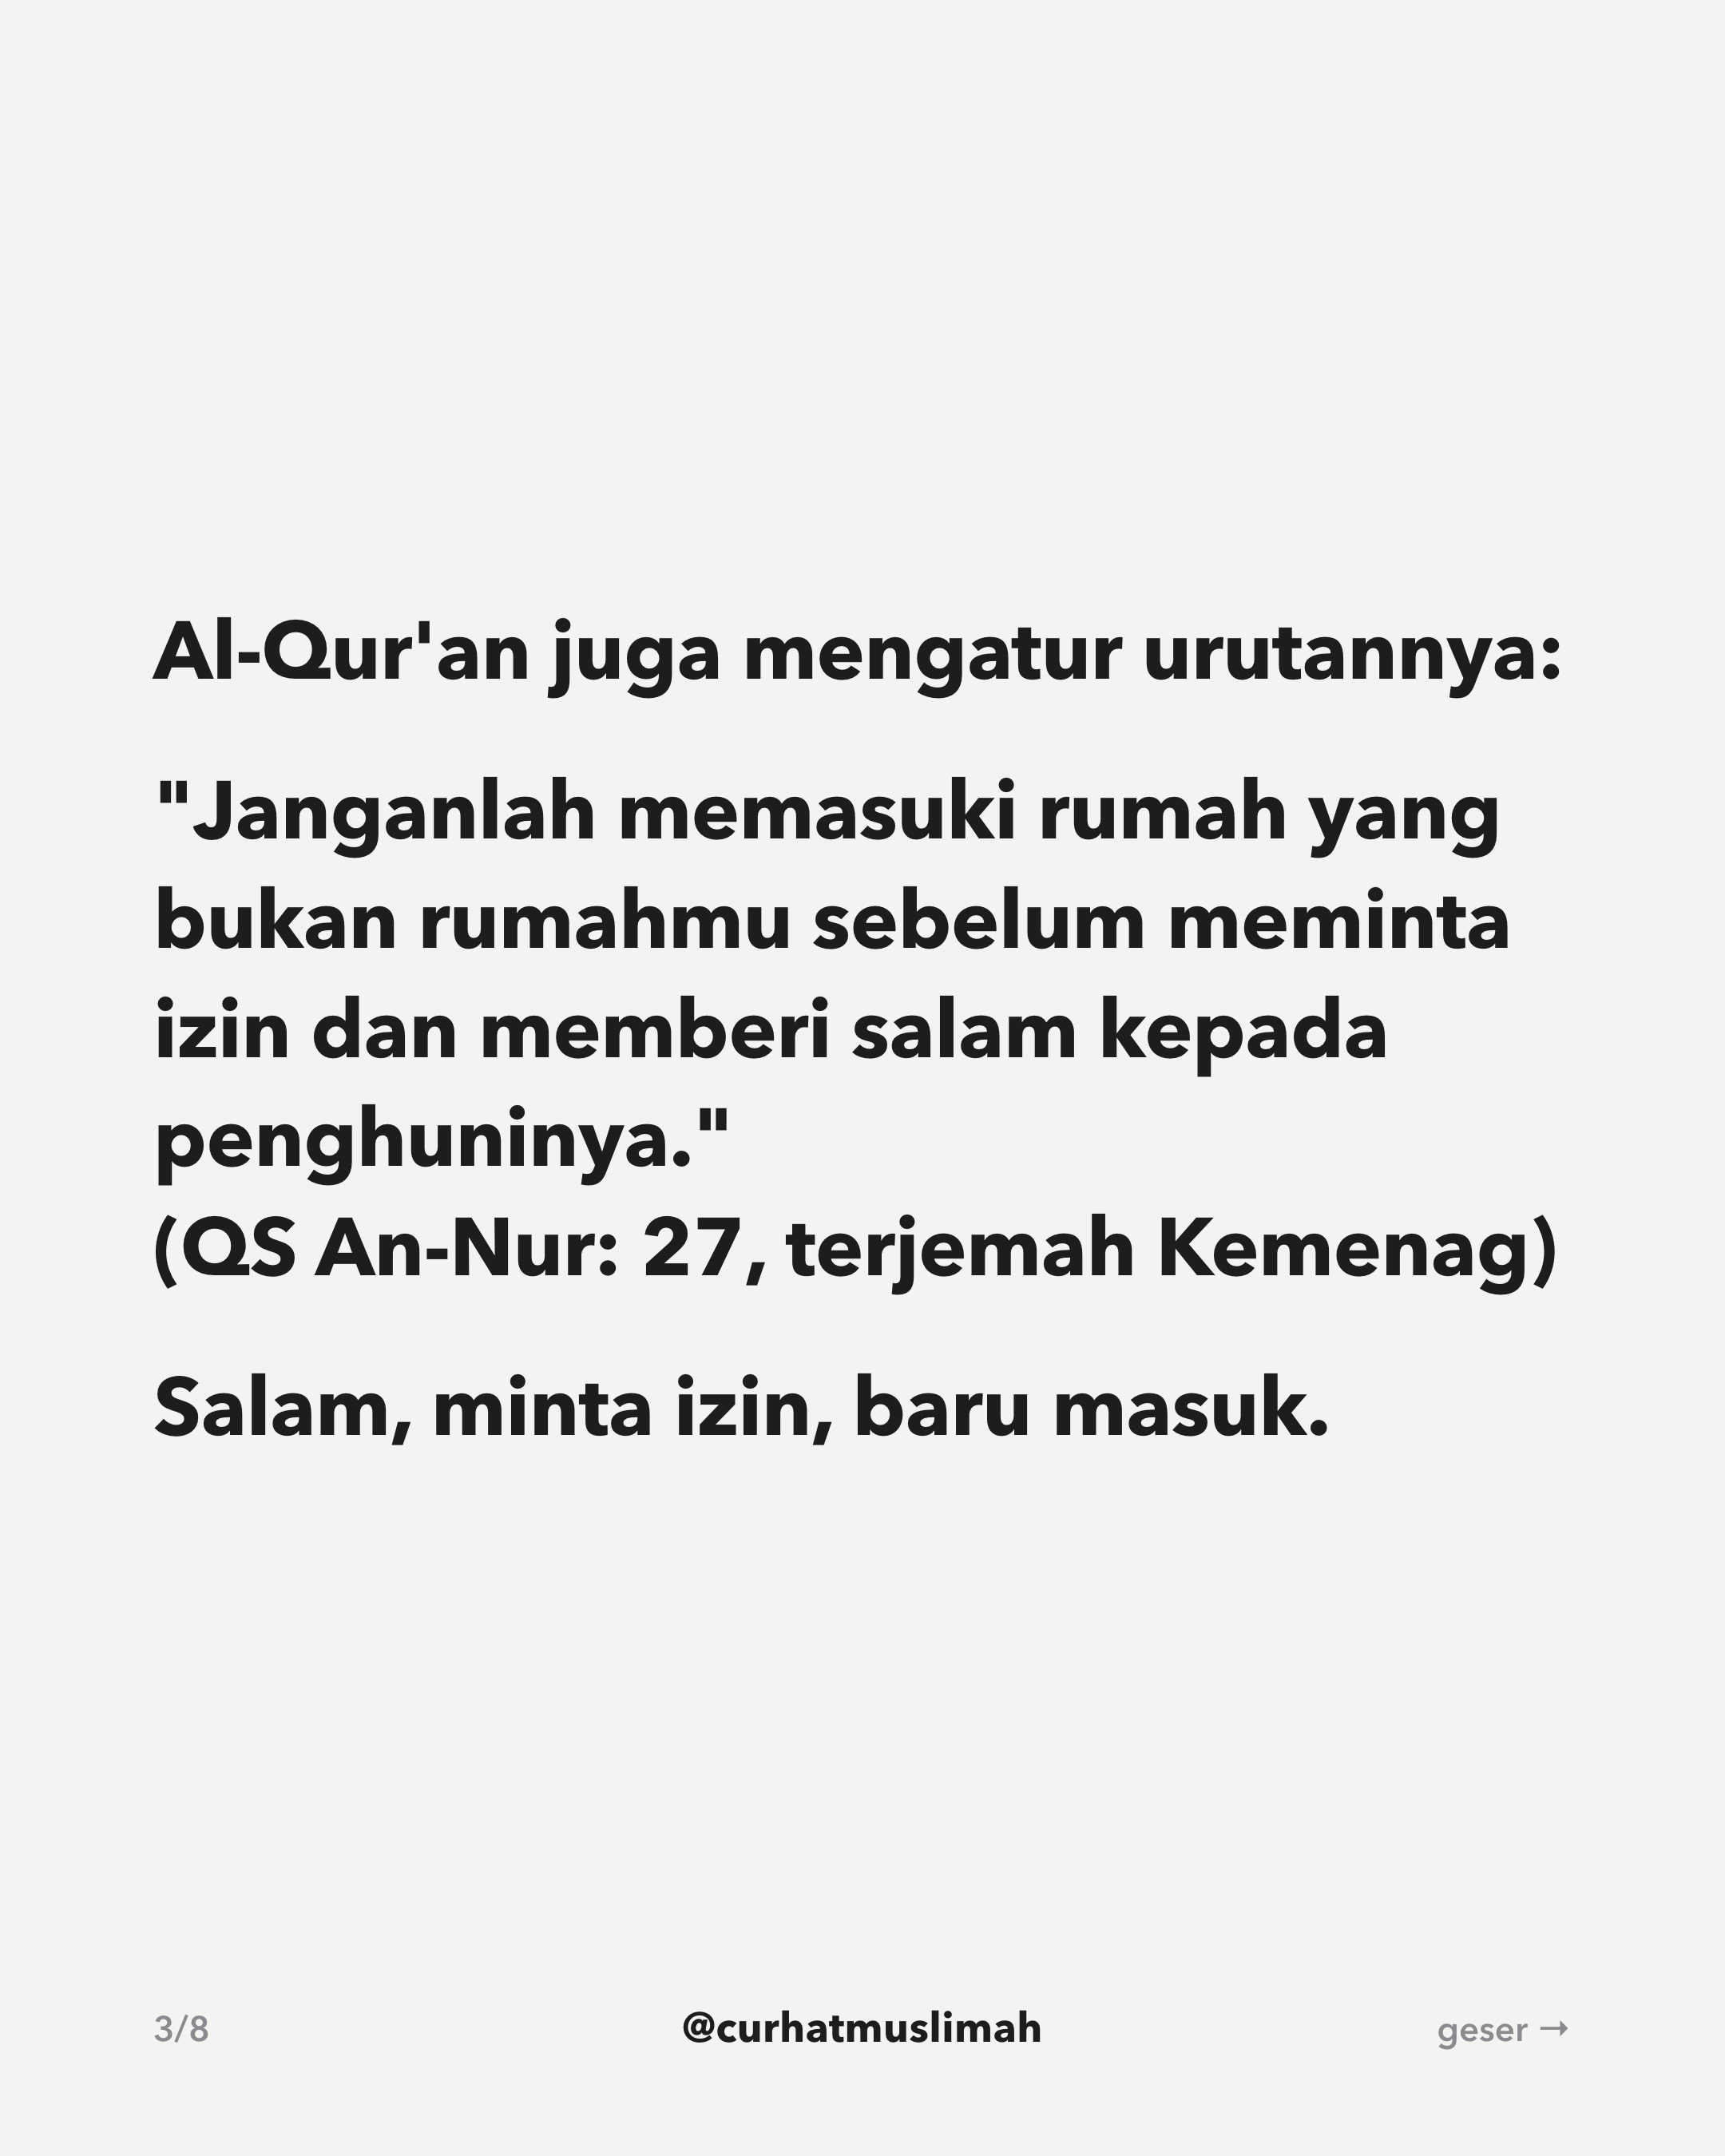 Al-Qur'an juga mengatur urutannya:
"Janganlah memasuki rumah yang
bukan rumahmu sebelum meminta
izin dan memberi salam kepada
penghuninya."
(QS An-Nur: 27, terjemah Kemenag)
Salam, minta izin, baru masuk.
3/8
@curhatmuslimah
geser →